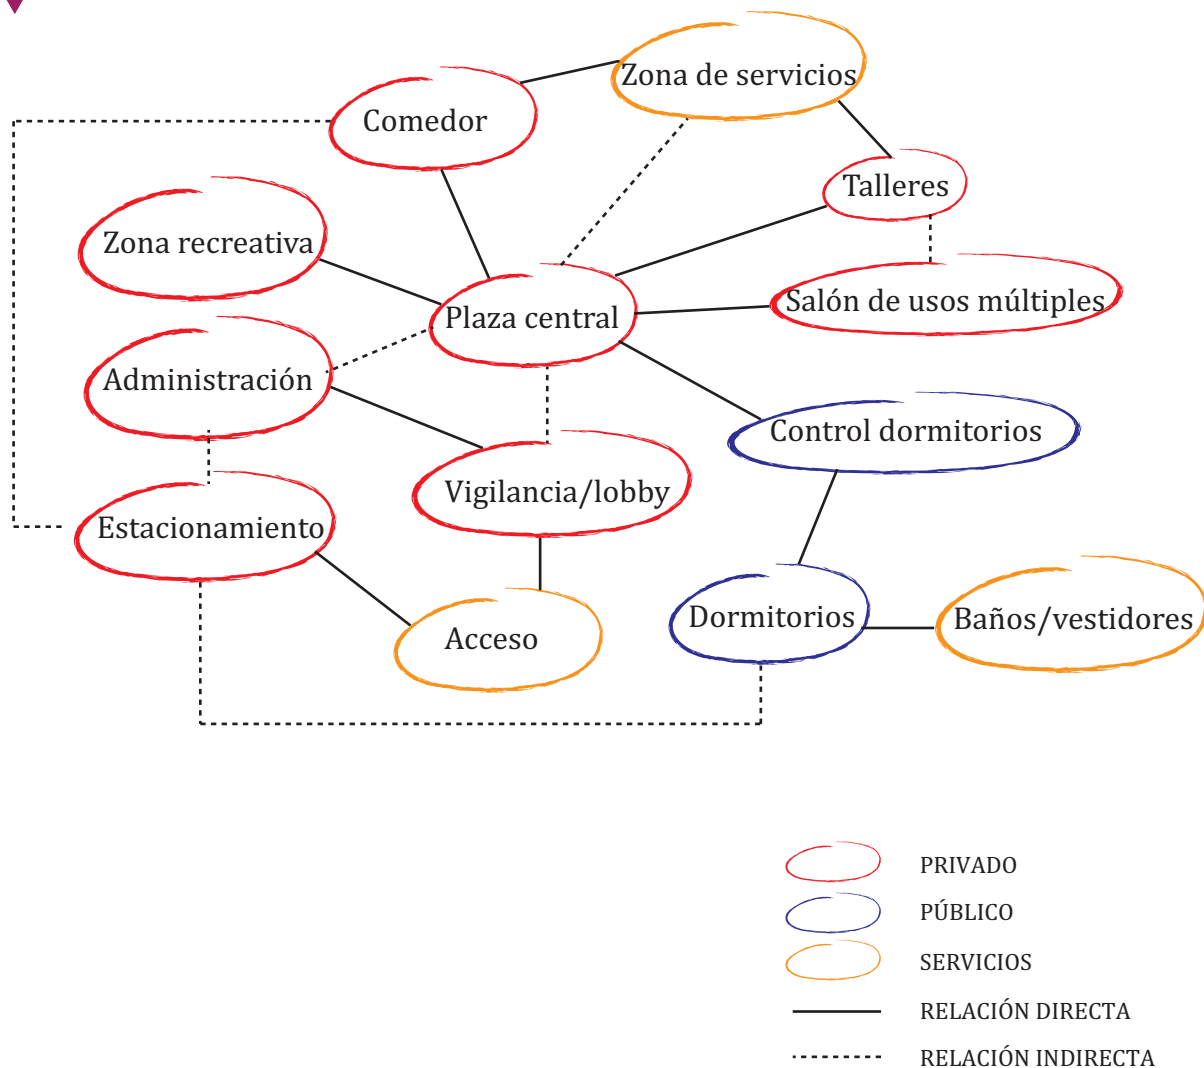 Zona de servicios
Comedor
Talleres
Zona recreativa
Salón de usos múltiples
Plaza central
Administración
Control dormitorios
Vigilancia/lobby
Estacionamiento
Dormitorios
Baños/vestidores
Acceso
PRIVADO
PÚBLICO
SERVICIOS
RELACIÓN DIRECTA
RELACIÓN INDIRECTA